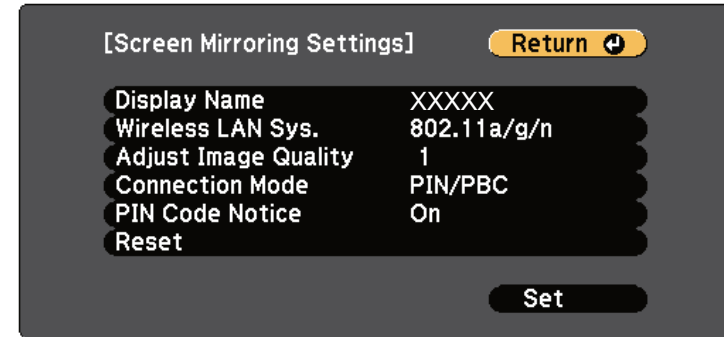 [Screen Mirroring Settings] Return
Display Name XXXXX
Wireless LAN Sys. 802.11a/g/n
Adjust Image Quality 1
Connection Mode PIN/PBC
PIN Code Notice On
Reset
Set